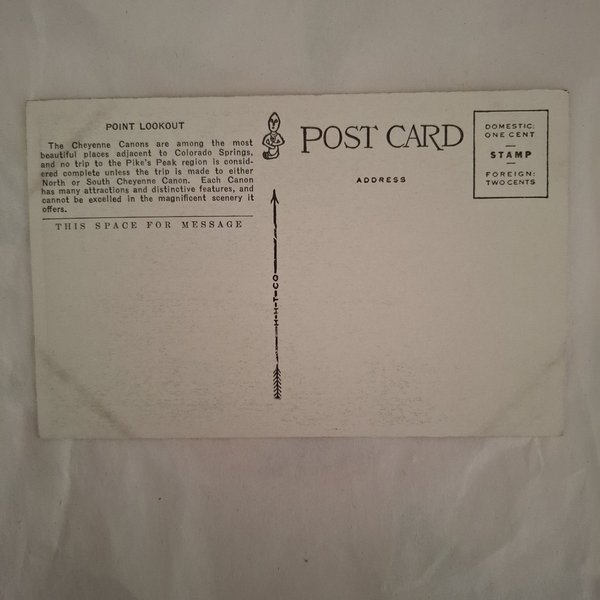 POINT LOOKOUT
The Cheyenne Canons are among the most
beautiful places adjacent to Colorado Springs,
and no trip to the Pike's Peak region is consid-
ered complete unless the trip is made to either
North or South Cheyenne Canon. Each Canon
has many attractions and distinctive features, and
cannot be excelled in the magnificent scenery it
offers.
THIS SPACE FOR MESSAGE
H-H-T-CO
POST CARD
ADDRESS
DOMESTIC:
ONE CENT
STAMP
FOREIGN:
TWO CENTS